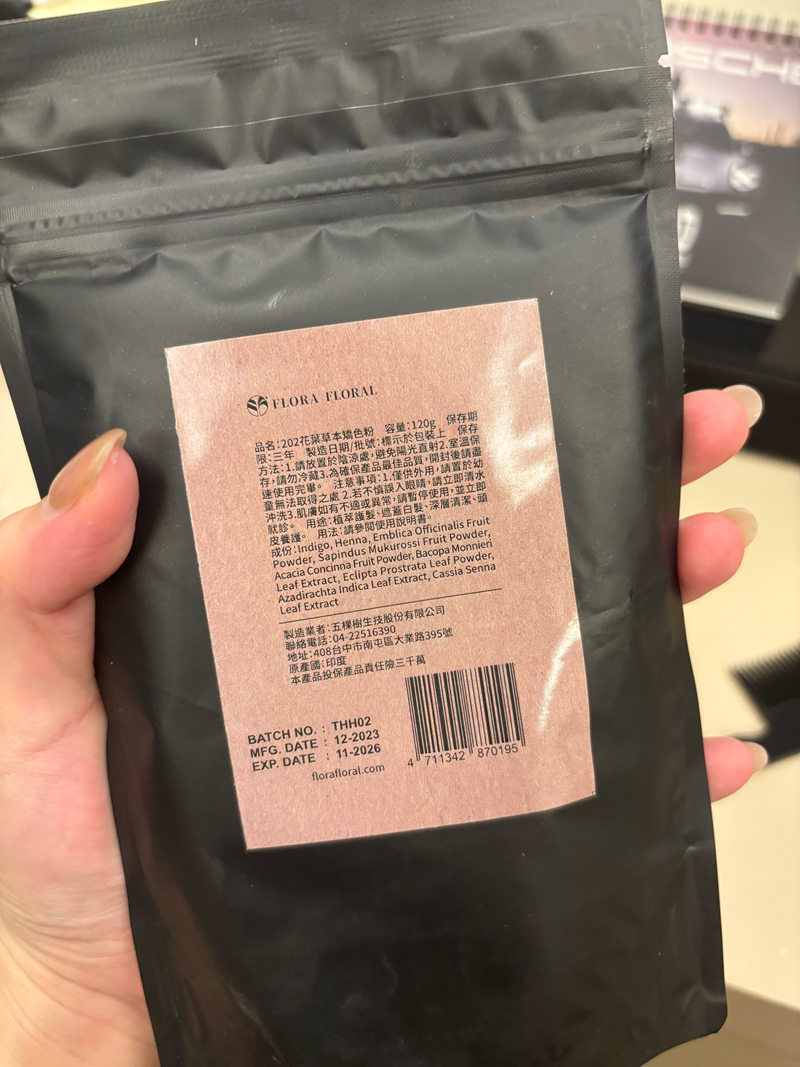 SCHE
FLORA FLORAL
品名:202花葉草本矯色粉　容量:120g　保存期
限:三年　製造日期/批號:標示於包裝上　保存
方法:1.請放置於陰涼處,避免陽光直射2.室溫保
存,請勿冷藏3.為確保產品最佳品質,開封後請盡
速使用完畢。　注意事項:1.僅供外用,請置於幼
童無法取得之處 2.若不慎誤入眼睛,請立即清水
沖洗3.肌膚如有不適或異常,請暫停使用,並立即
就診。　用途:植萃護髮、遮蓋白髮、深層清潔、頭
皮養護。　用法:請參閱使用說明書。
成份:Indigo, Henna, Emblica Officinalis Fruit
Powder, Sapindus Mukurossi Fruit Powder,
Acacia Concinna Fruit Powder, Bacopa Monnieri
Leaf Extract, Eclipta Prostrata Leaf Powder,
Azadirachta Indica Leaf Extract, Cassia Senna
Leaf Extract
製造業者:五棵樹生技股份有限公司
聯絡電話:04-22516390
地址:408台中市南屯區大業路395號
原產國:印度
本產品投保產品責任險三千萬
BATCH NO. : THH02
MFG. DATE : 12-2023
EXP. DATE : 11-2026
florafloral.com
4 711342 870195